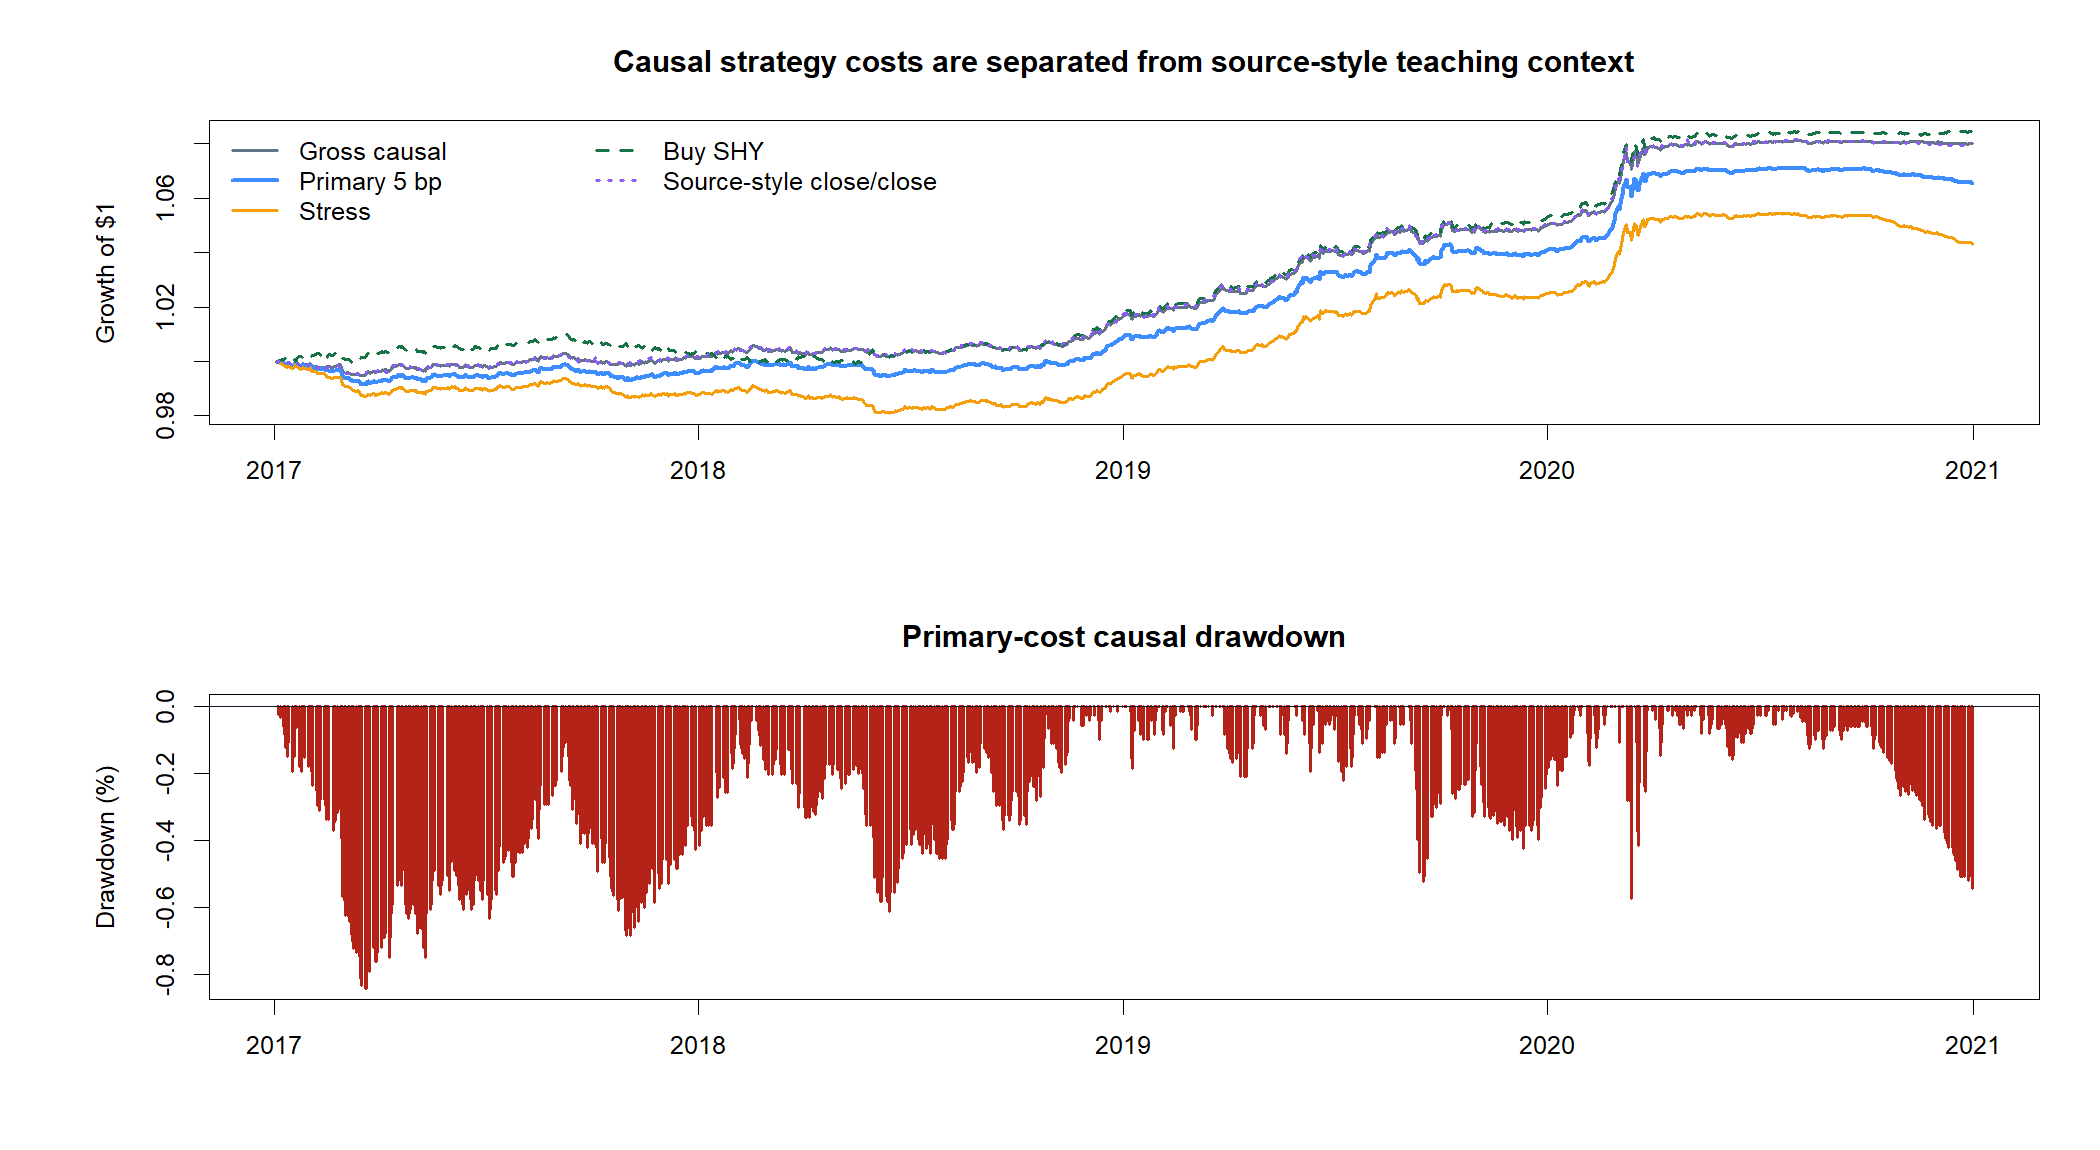 Causal strategy costs are separated from source-style teaching context
Growth of $1
1.06
1.02
0.98
Gross causal
Primary 5 bp
Stress
Buy SHY
Source-style close/close
2017 2018 2019 2020 2021
Primary-cost causal drawdown
Drawdown (%)
0.0
-0.2
-0.4
-0.6
-0.8
2017 2018 2019 2020 2021